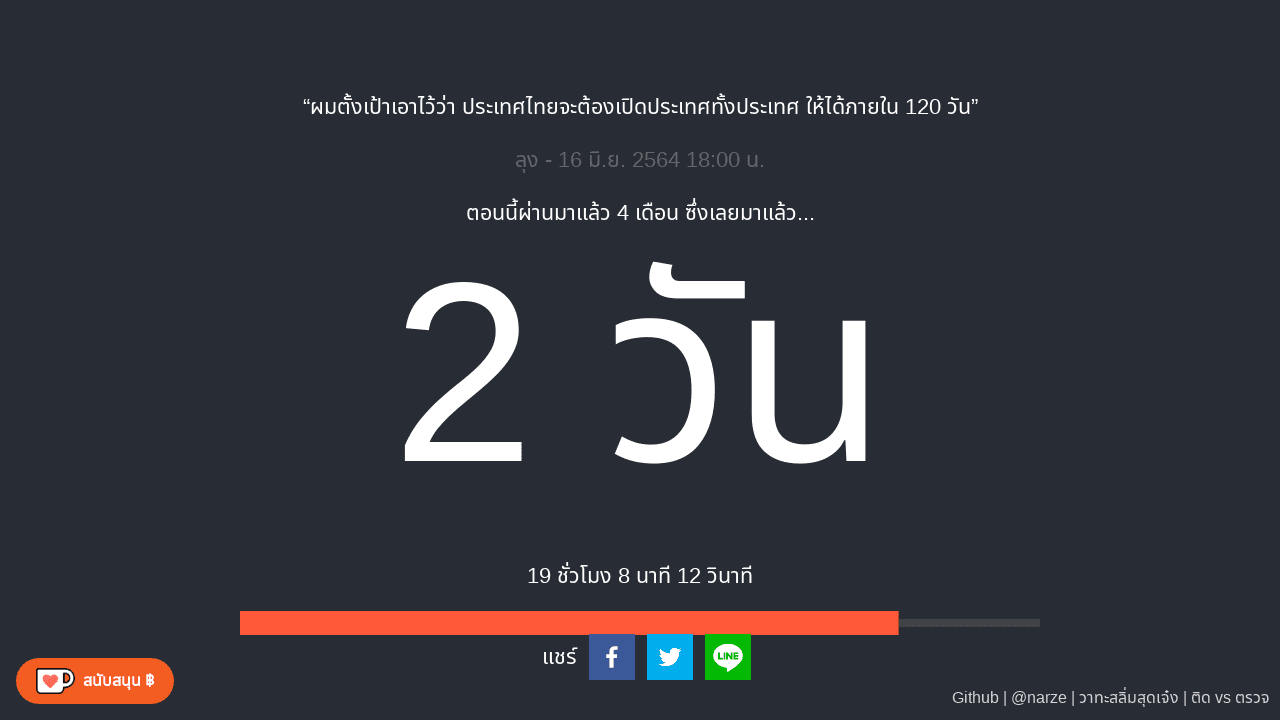 “ผมตั้งเป้าเอาไว้ว่า ประเทศไทยจะต้องเปิดประเทศทั้งประเทศ ให้ได้ภายใน 120 วัน”
ลุง - 16 มิ.ย. 2564 18:00 น.
ตอนนี้ผ่านมาแล้ว 4 เดือน ซึ่งเลยมาแล้ว...
2 วัน
19 ชั่วโมง 8 นาที 12 วินาที
แชร์
LINE
สนับสนุน ฿
Github | @narze | วาทะสลิ่มสุดเจ๋ง | ติด vs ตรวจ